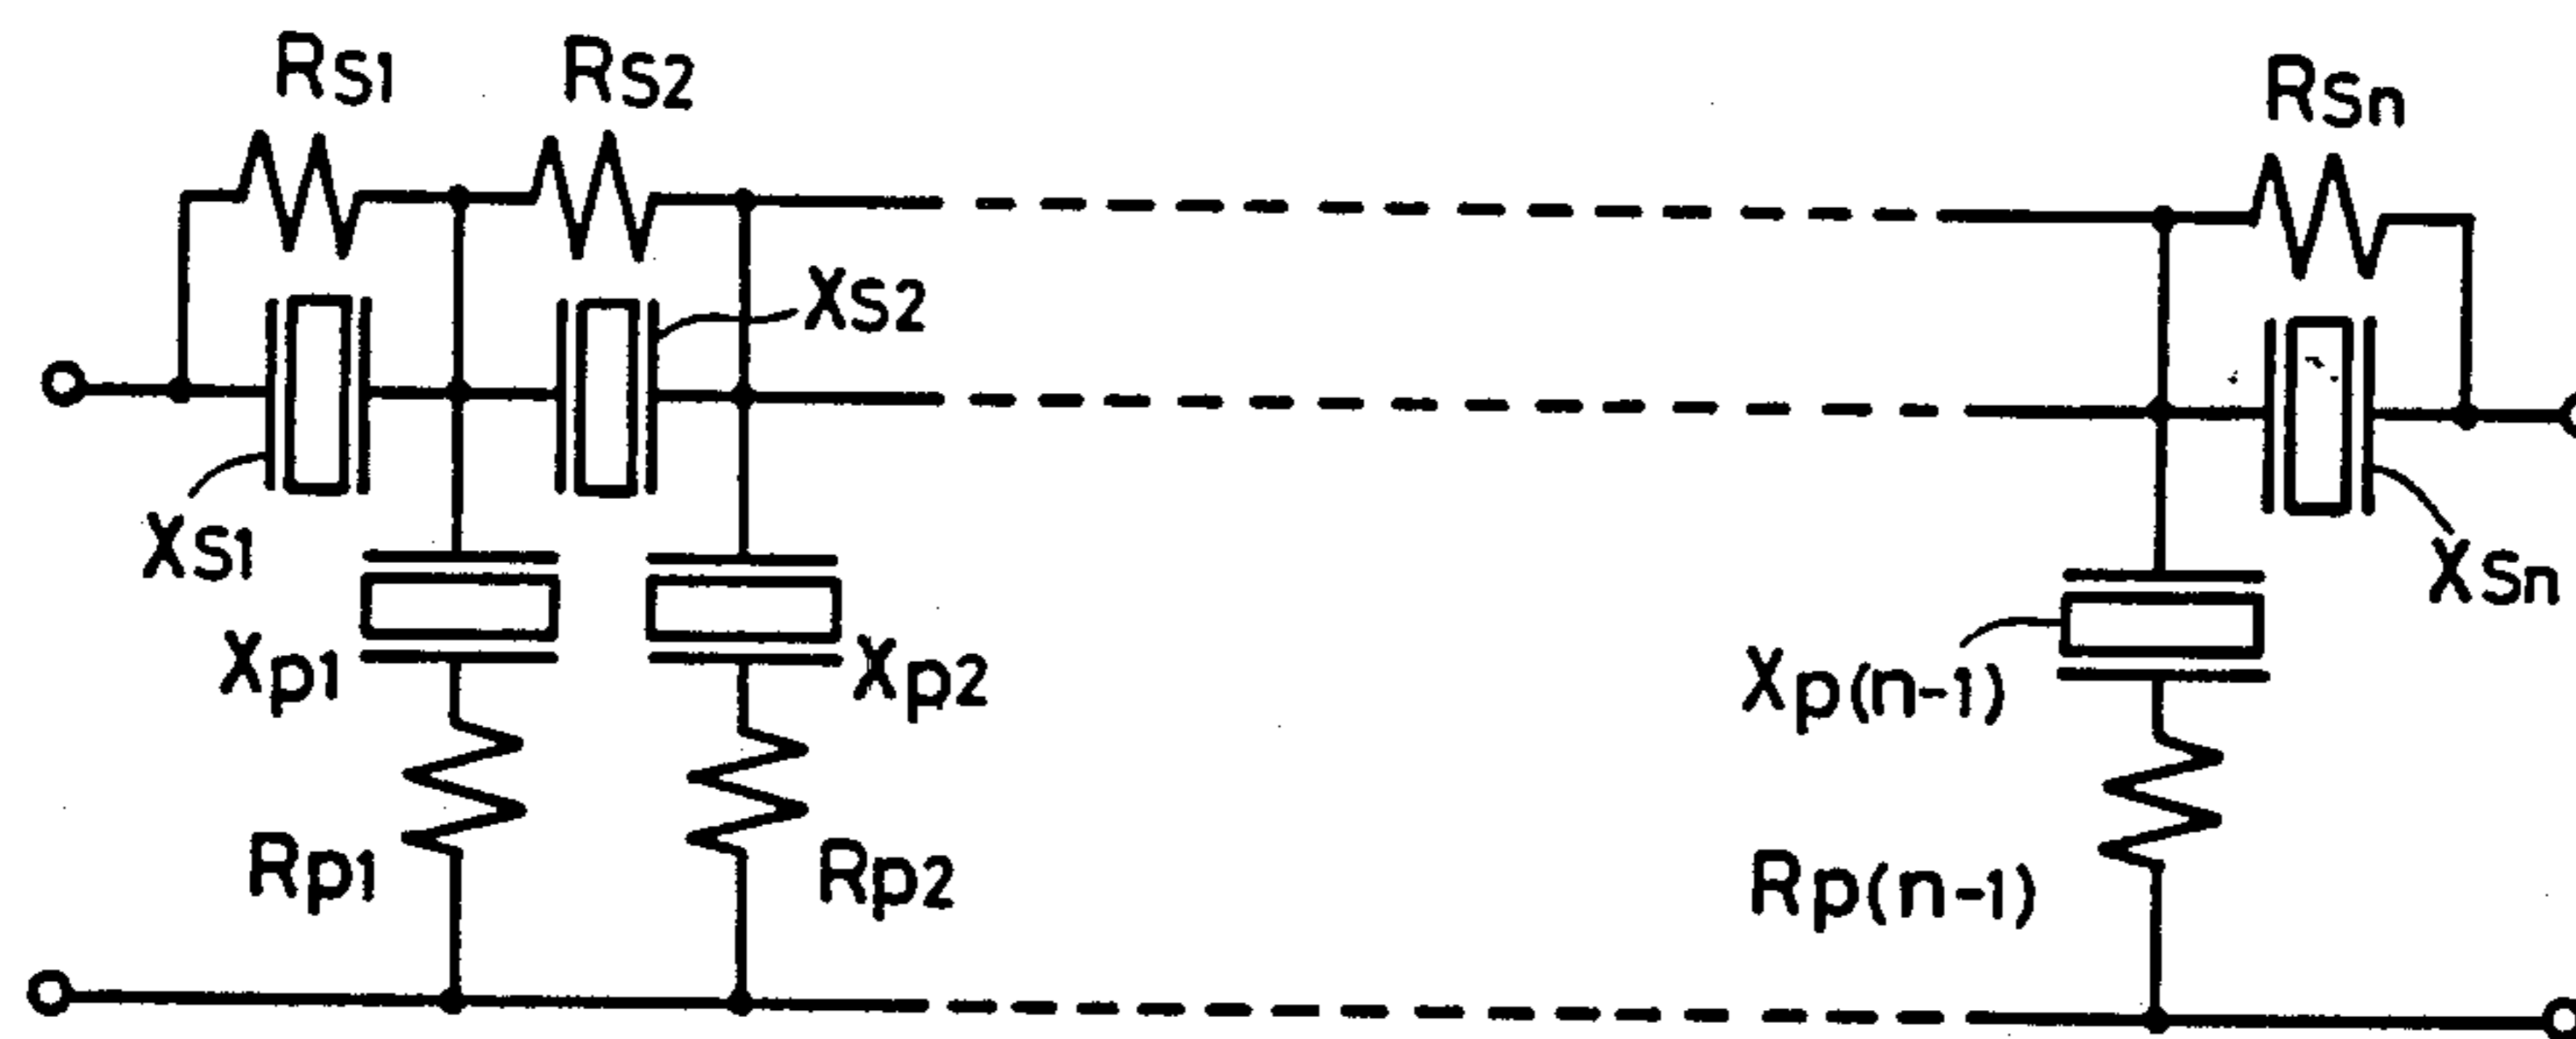 RS1
RS2
RSn
XS2
XS1
XSn
Xp1
Xp2
Xp(n-1)
Rp1
Rp2
Rp(n-1)